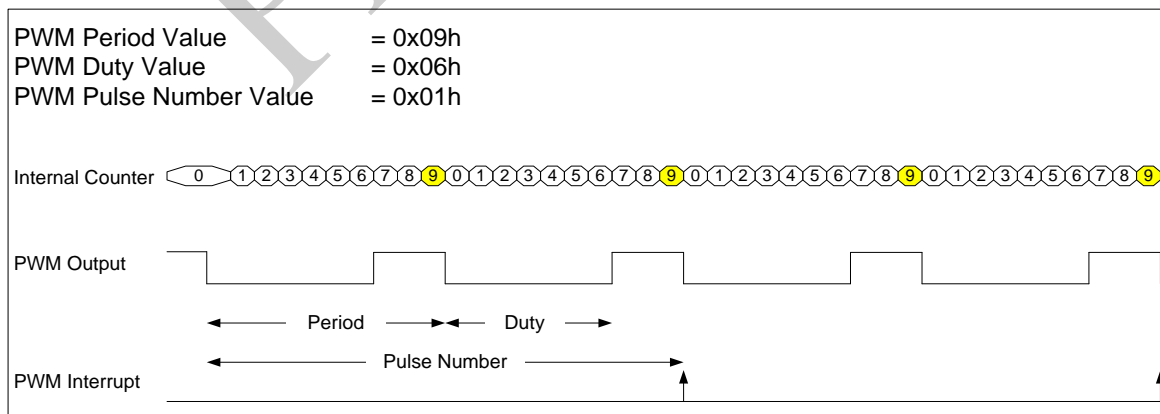 PWM Period Value = 0x09h
PWM Duty Value = 0x06h
PWM Pulse Number Value = 0x01h
Internal Counter 0 1 2 3 4 5 6 7 8 9 0 1 2 3 4 5 6 7 8 9 0 1 2 3 4 5 6 7 8 9 0 1 2 3 4 5 6 7 8 9
PWM Output
Period Duty
Pulse Number
PWM Interrupt